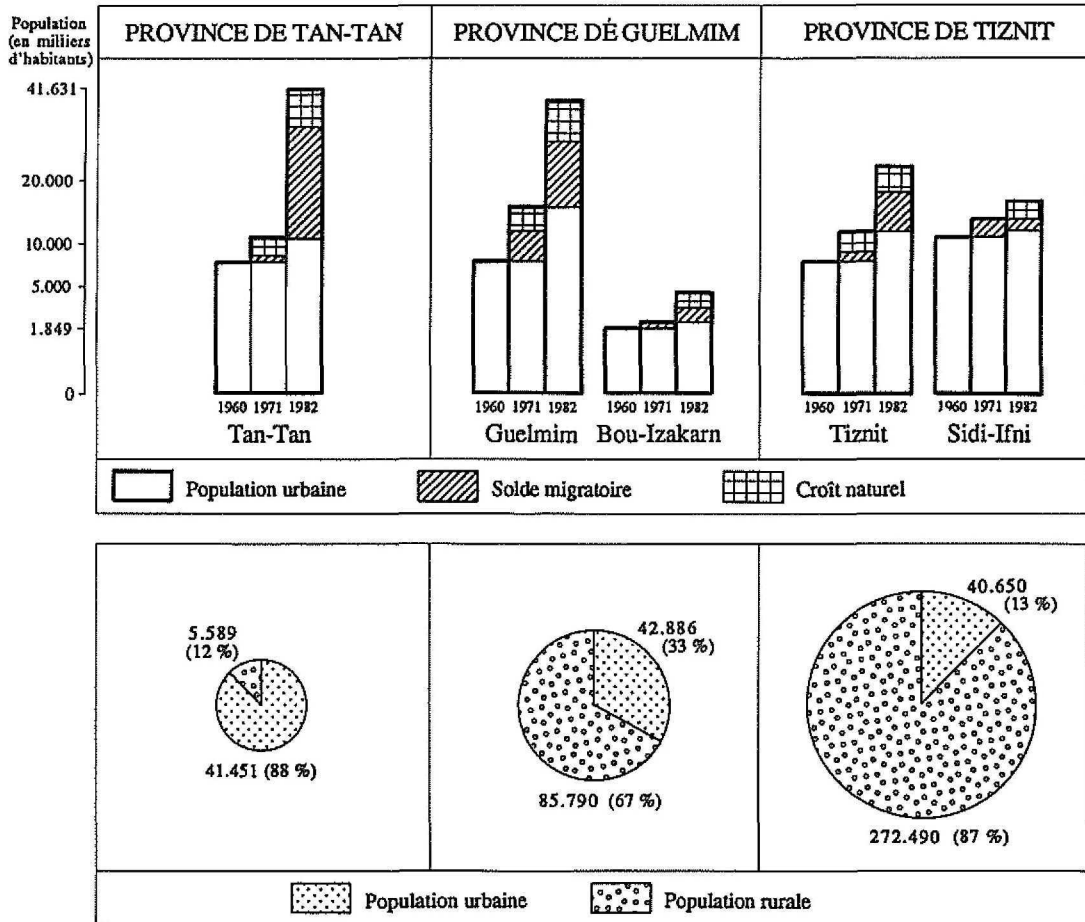 Population
(en milliers
d'habitants)
PROVINCE DE TAN-TAN
PROVINCE DÉ GUELMIM
PROVINCE DE TIZNIT
41.631
20.000
10.000
5.000
1.849
0
1960 1971 1982
Tan-Tan
1960 1971 1982
Guelmim
1960 1971 1982
Bou-Izakarn
1960 1971 1982
Tiznit
1960 1971 1982
Sidi-Ifni
Population urbaine
Solde migratoire
Croît naturel
5.589
(12 %)
41.451 (88 %)
42.886
(33 %)
85.790 (67 %)
40.650
(13 %)
272.490 (87 %)
Population urbaine
Population rurale